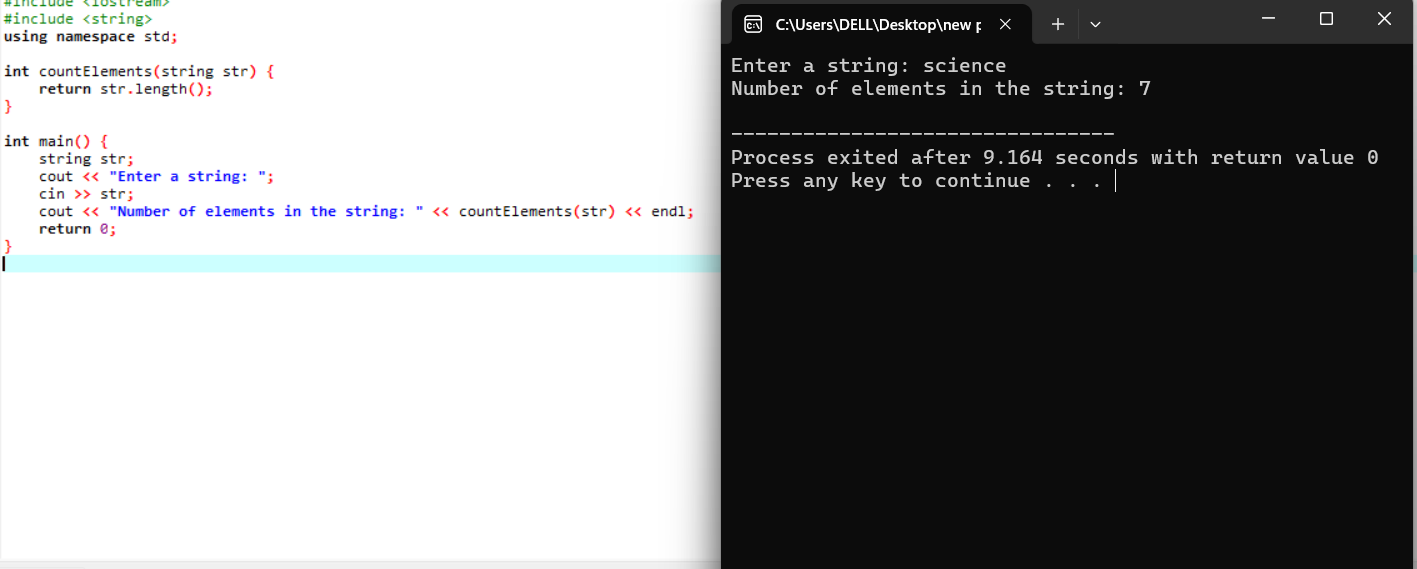 #include <iostream>
#include <string>
using namespace std;
int countElements(string str) {
    return str.length();
}
int main() {
    string str;
    cout << "Enter a string: ";
    cin >> str;
    cout << "Number of elements in the string: " << countElements(str) << endl;
    return 0;
}
C:\Users\DELL\Desktop\new p
Enter a string: science
Number of elements in the string: 7
--------------------------------
Process exited after 9.164 seconds with return value 0
Press any key to continue . . .